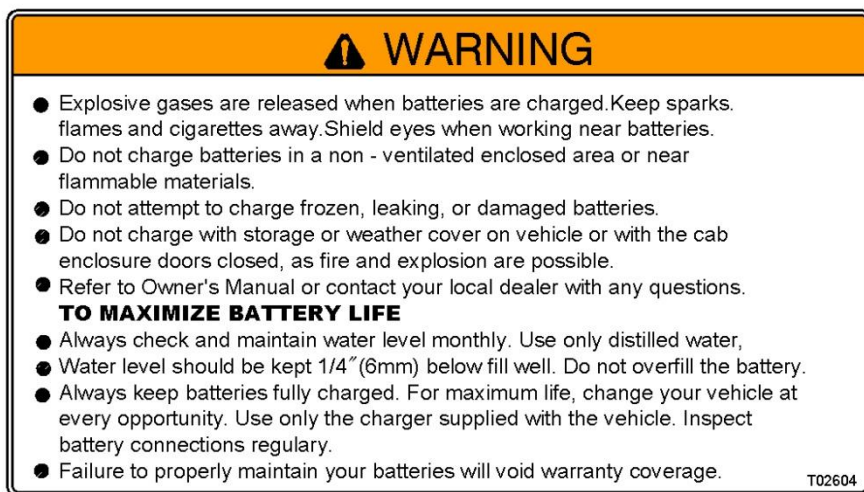 WARNING
Explosive gases are released when batteries are charged.Keep sparks.
flames and cigarettes away.Shield eyes when working near batteries.
Do not charge batteries in a non - ventilated enclosed area or near
flammable materials.
Do not attempt to charge frozen, leaking, or damaged batteries.
Do not charge with storage or weather cover on vehicle or with the cab
enclosure doors closed, as fire and explosion are possible.
Refer to Owner's Manual or contact your local dealer with any questions.
TO MAXIMIZE BATTERY LIFE
Always check and maintain water level monthly. Use only distilled water,
Water level should be kept 1/4″(6mm) below fill well. Do not overfill the battery.
Always keep batteries fully charged. For maximum life, change your vehicle at
every opportunity. Use only the charger supplied with the vehicle. Inspect
battery connections regulary.
Failure to properly maintain your batteries will void warranty coverage.
T02604